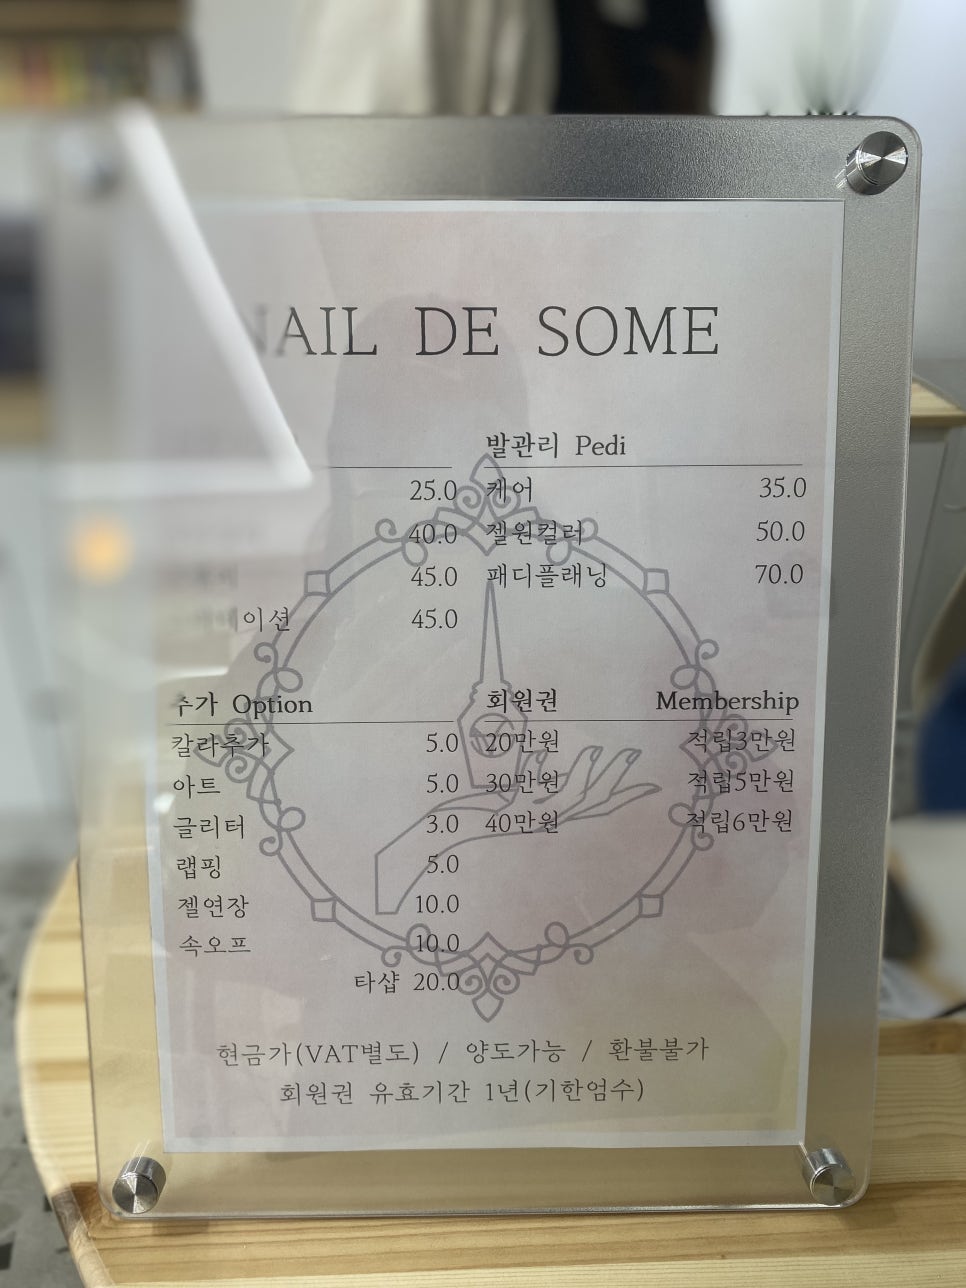 NAIL DE SOME
발관리 Pedi
25.0
40.0
45.0
이션 45.0
케어 35.0
젤원컬러 50.0
패디플래닝 70.0
추가 Option
칼라추가 5.0
아트 5.0
글리터 3.0
랩핑 5.0
젤연장 10.0
속오프 10.0
타샵 20.0
회원권 Membership
20만원 적립3만원
30만원 적립5만원
40만원 적립6만원
현금가(VAT별도) / 양도가능 / 환불불가
회원권 유효기간 1년(기한엄수)